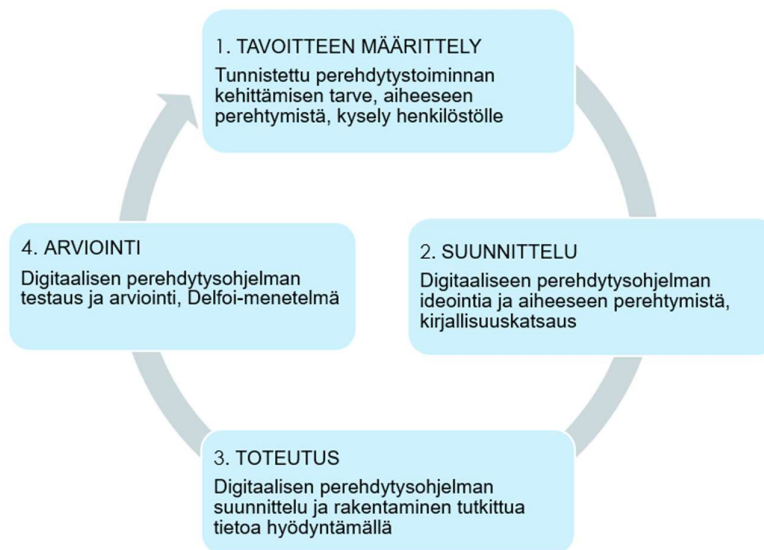 1. TAVOITTEEN MÄÄRITTELY
Tunnistettu perehdytystoiminnan
kehittämisen tarve, aiheeseen
perehtymistä, kysely henkilöstölle
2. SUUNNITTELU
Digitaaliseen perehdytysohjelman
ideointia ja aiheeseen perehtymistä,
kirjallisuuskatsaus
3. TOTEUTUS
Digitaalisen perehdytysohjelman
suunnittelu ja rakentaminen tutkittua
tietoa hyödyntämällä
4. ARVIOINTI
Digitaalisen perehdytysohjelman
testaus ja arviointi, Delfoi-menetelmä